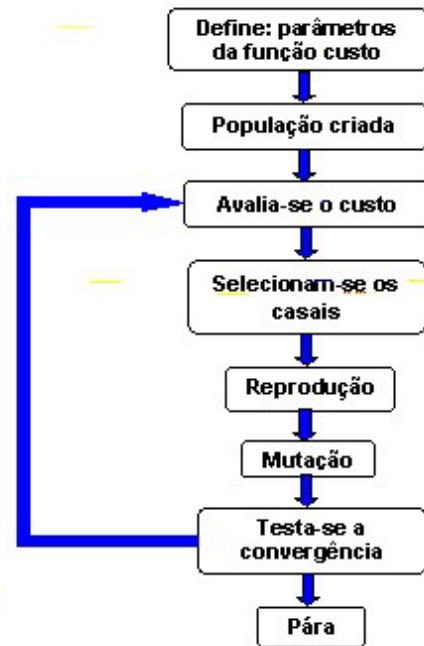 Define: parâmetros
da função custo
População criada
Avalia-se o custo
Selecionam-se os
casais
Reprodução
Mutação
Testa-se a
convergência
Pára